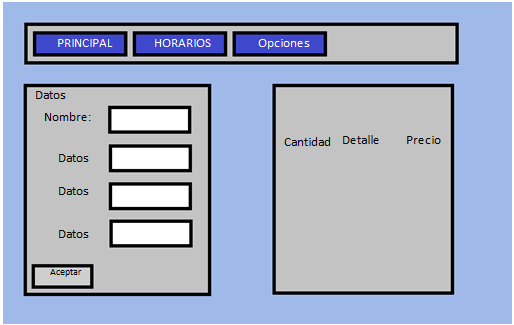 PRINCIPAL
HORARIOS
Opciones
Datos
Nombre:
Datos
Datos
Datos
Aceptar
Cantidad Detalle Precio